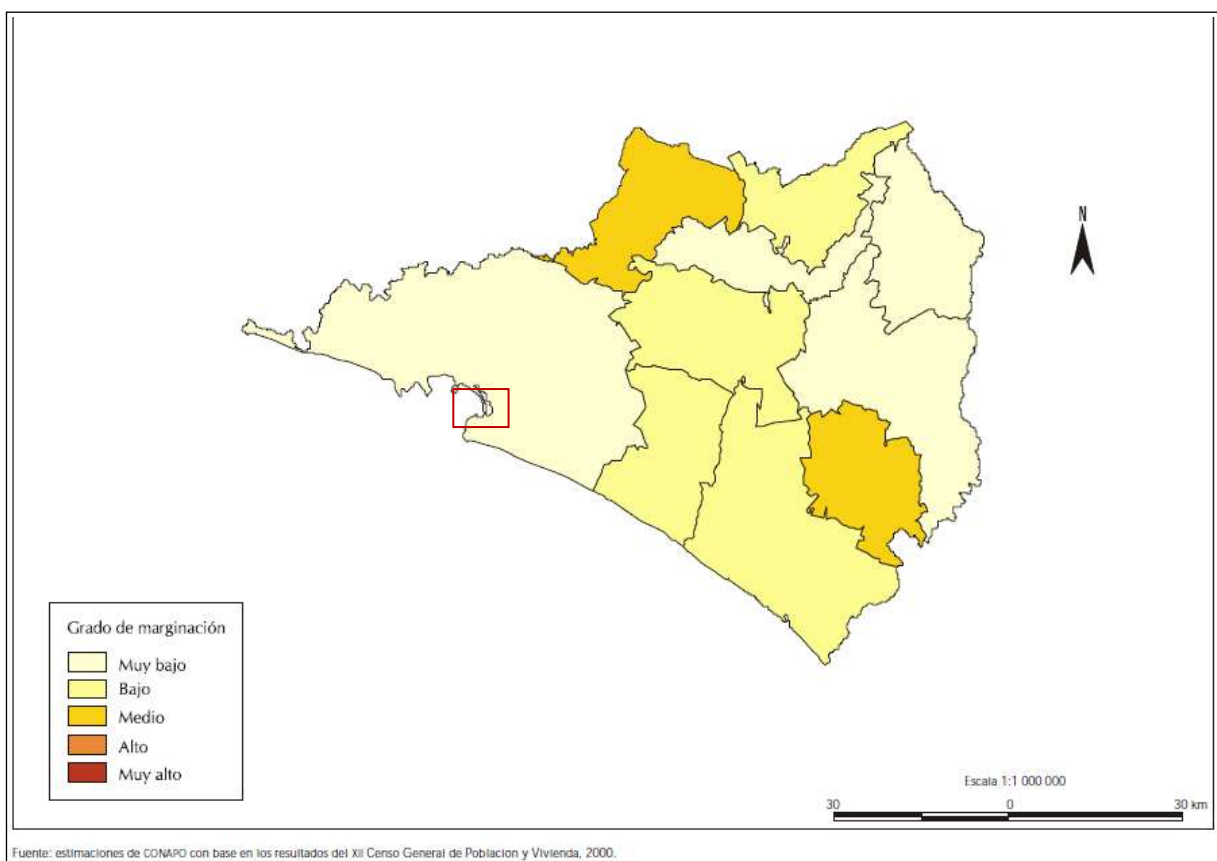 N
Grado de marginación
Muy bajo
Bajo
Medio
Alto
Muy alto
Escala 1:1 000 000
30 0 30 km
Fuente: estimaciones de CONAPO con base en los resultados del XII Censo General de Poblacion y Vivienda, 2000.